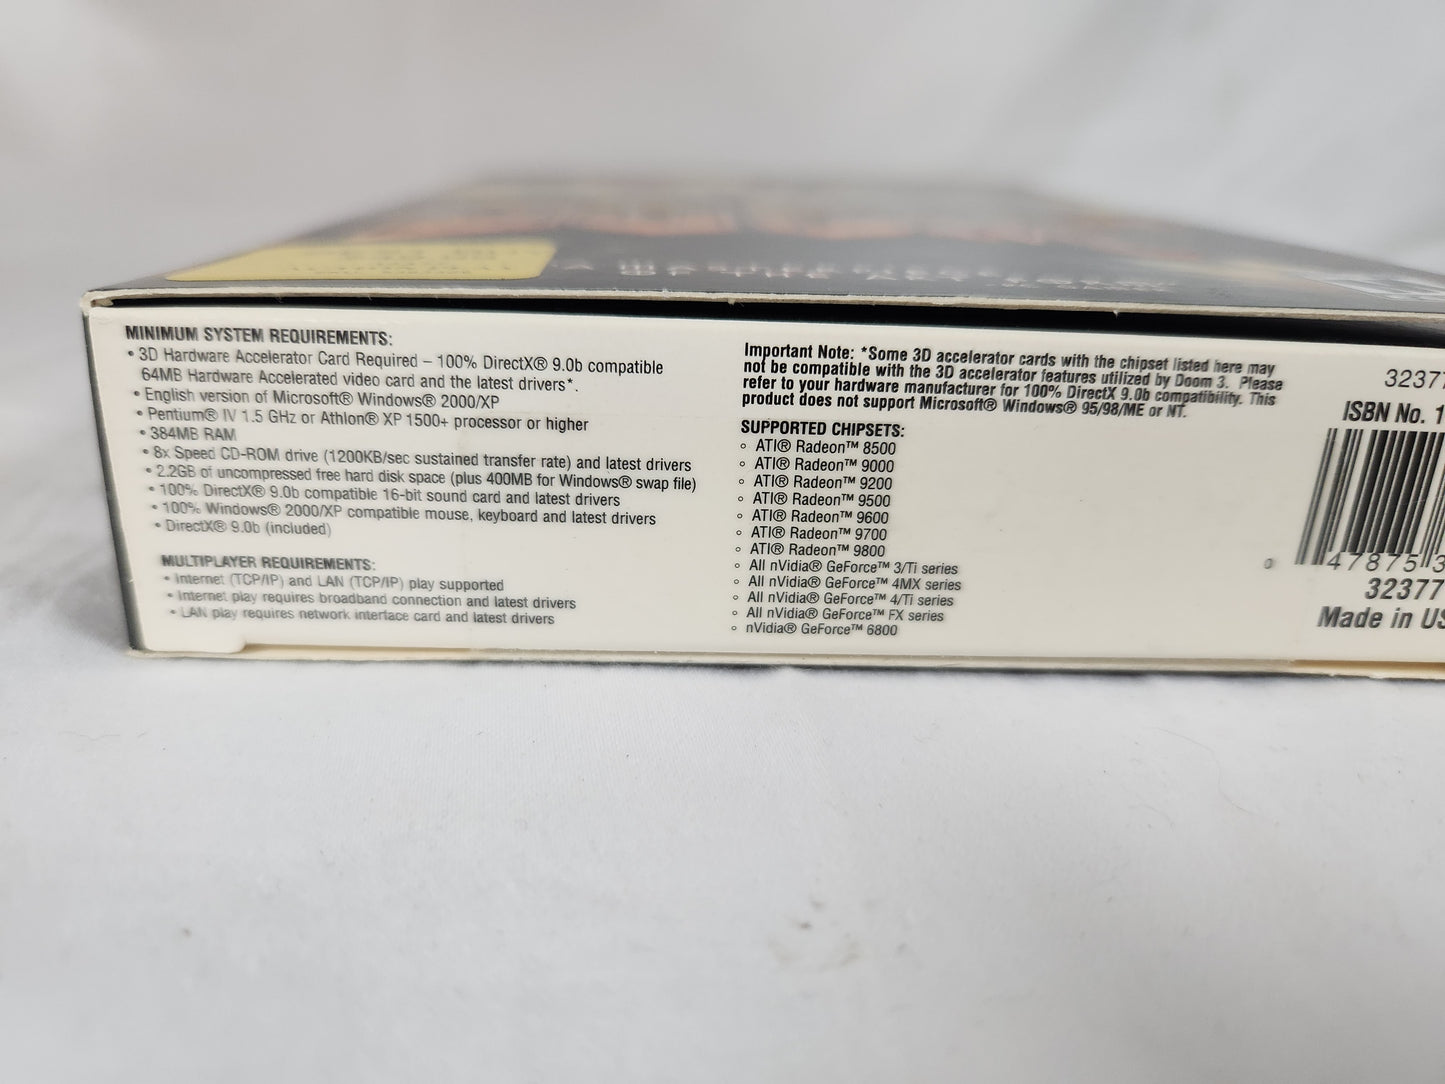 MINIMUM SYSTEM REQUIREMENTS:
• 3D Hardware Accelerator Card Required – 100% DirectX® 9.0b compatible
64MB Hardware Accelerated video card and the latest drivers*.
• English version of Microsoft® Windows® 2000/XP
• Pentium® IV 1.5 GHz or Athlon® XP 1500+ processor or higher
• 384MB RAM
• 8x Speed CD-ROM drive (1200KB/sec sustained transfer rate) and latest drivers
• 2.2GB of uncompressed free hard disk space (plus 400MB for Windows® swap file)
• 100% DirectX® 9.0b compatible 16-bit sound card and latest drivers
• 100% Windows® 2000/XP compatible mouse, keyboard and latest drivers
• DirectX® 9.0b (included)
MULTIPLAYER REQUIREMENTS:
• Internet (TCP/IP) and LAN (TCP/IP) play supported
• Internet play requires broadband connection and latest drivers
• LAN play requires network interface card and latest drivers
Important Note: *Some 3D accelerator cards with the chipset listed here may
not be compatible with the 3D accelerator features utilized by Doom 3. Please
refer to your hardware manufacturer for 100% DirectX 9.0b compatibility. This
product does not support Microsoft® Windows® 95/98/ME or NT.
SUPPORTED CHIPSETS:
○ ATI® Radeon™ 8500
○ ATI® Radeon™ 9000
○ ATI® Radeon™ 9200
○ ATI® Radeon™ 9500
○ ATI® Radeon™ 9600
○ ATI® Radeon™ 9700
○ ATI® Radeon™ 9800
○ All nVidia® GeForce™ 3/Ti series
○ All nVidia® GeForce™ 4MX series
○ All nVidia® GeForce™ 4/Ti series
○ All nVidia® GeForce™ FX series
○ nVidia® GeForce™ 6800
32377
ISBN No. 1
0 47875 3
32377
Made in US